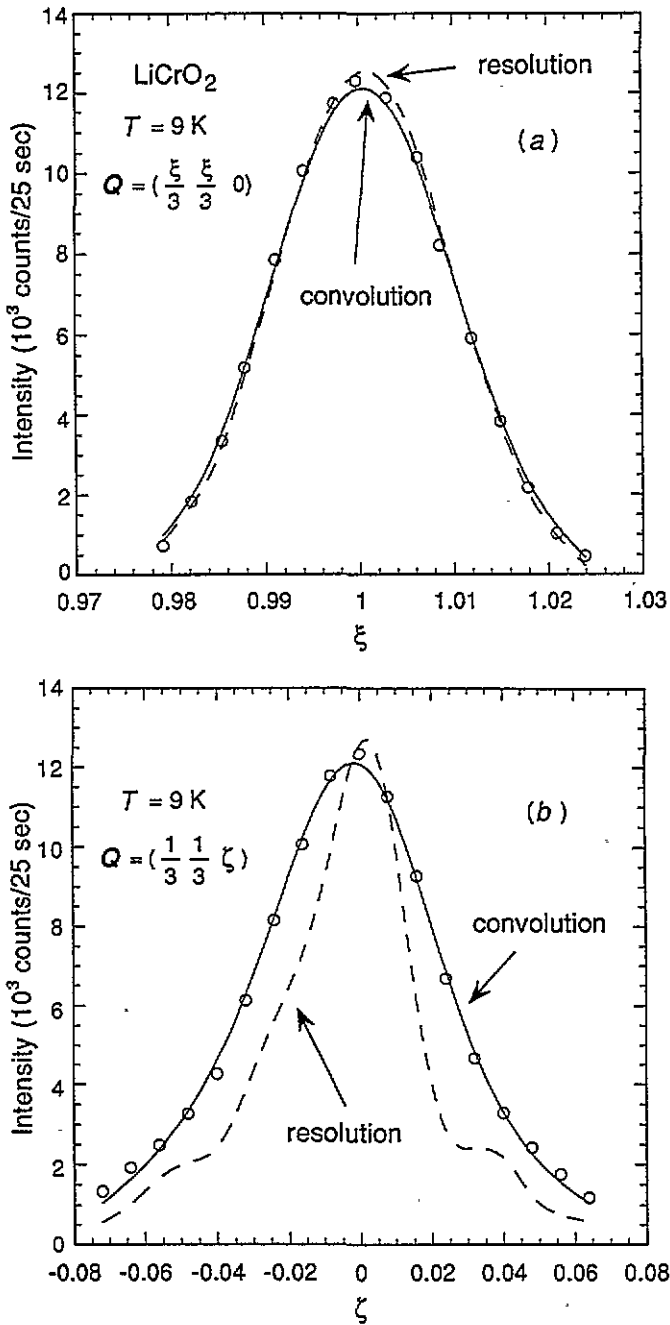 14
12
10
8
6
4
2
0
Intensity (10³ counts/25 sec)
LiCrO₂
T = 9 K
Q = (ξ/3 ξ/3 0)
resolution
(a)
convolution
0.97 0.98 0.99 1 1.01 1.02 1.03
ξ
14
12
10
8
6
4
2
0
Intensity (10³ counts/25 sec)
T = 9 K
Q = (1/3 1/3 ζ)
(b)
convolution
resolution
-0.08 -0.06 -0.04 -0.02 0 0.02 0.04 0.06 0.08
ζ